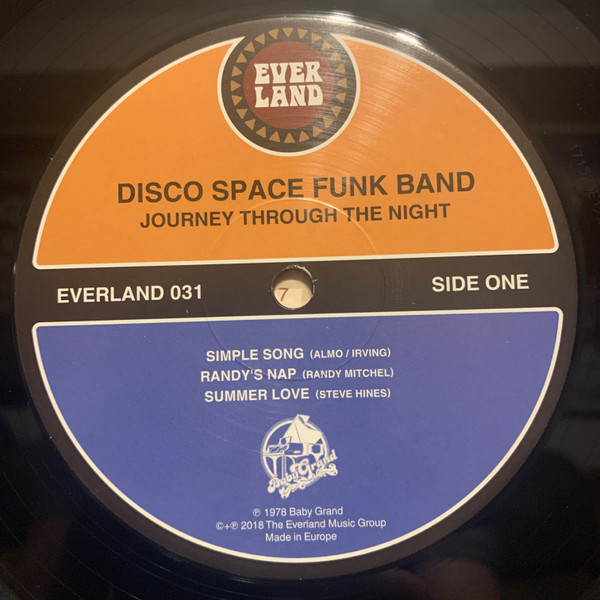 EVER
LAND
DISCO SPACE FUNK BAND
JOURNEY THROUGH THE NIGHT
EVERLAND 031
7
SIDE ONE
SIMPLE SONG (ALMO / IRVING)
RANDY'S NAP (RANDY MITCHEL)
SUMMER LOVE (STEVE HINES)
Baby Grand
℗ 1978 Baby Grand
©+℗ 2018 The Everland Music Group
Made in Europe